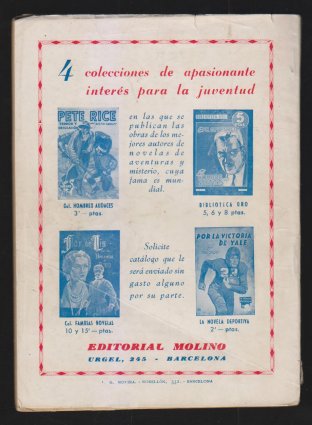 4 colecciones de apasionante
interés para la juventud
PETE RICE
en las que se
publican las
obras de los me-
jores autores de
novelas de
aventuras y
misterio, cuya
fama es mun-
dial.
5
Col. HOMBRES AUDACES
3'— ptas.
BIBLIOTECA ORO
5, 6 y 8 ptas.
Solicite
catálogo que le
será enviado sin
gasto alguno
por su parte.
POR LA VICTORIA
DE YALE
Col. FAMOSAS NOVELAS
10 y 15'— ptas.
LA NOVELA DEPORTIVA
2'— ptas.
EDITORIAL MOLINO
URGEL, 245 - BARCELONA
BARCELONA